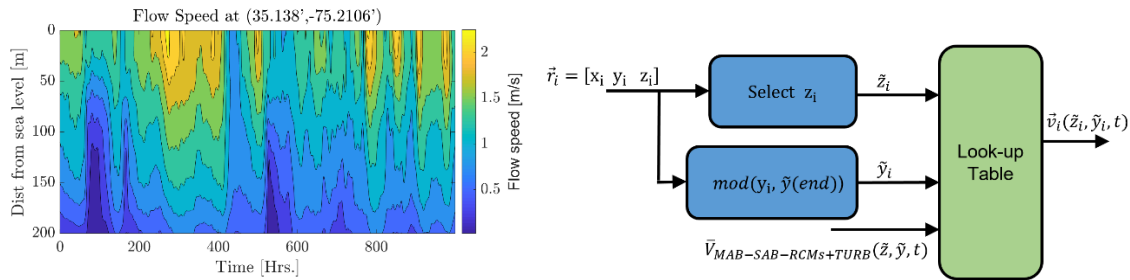 Flow Speed at (35.138',-75.2106')
0
50
100
150
200
Dist from sea level [m]
0
200
400
600
800
Time [Hrs.]
2
1.5
1
0.5
Flow speed [m/s]
r⃗ᵢ = [xᵢ yᵢ zᵢ]
Select zᵢ
z̃ᵢ
mod(yᵢ, ỹ(end))
ỹᵢ
V̄_MAB−SAB−RCMs+TURB(z̃, ỹ, t)
Look-up
Table
v⃗ᵢ(z̃ᵢ, ỹᵢ, t)